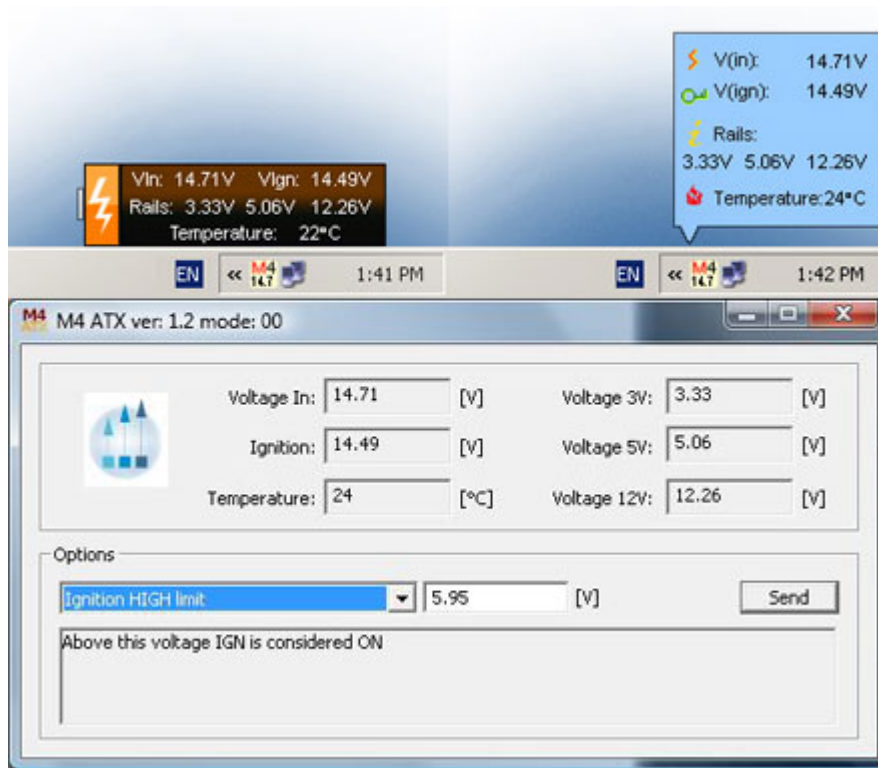 VIn: 14.71V VIgn: 14.49V
Rails: 3.33V 5.06V 12.26V
Temperature: 22°C
EN « M4 14.7 1:41 PM
V(in): 14.71V
V(ign): 14.49V
Rails:
3.33V 5.06V 12.26V
Temperature:24°C
EN « M4 14.7 1:42 PM
M4 ATX M4 ATX ver: 1.2 mode: 00
Voltage In: 14.71 [V] Voltage 3V: 3.33 [V]
Ignition: 14.49 [V] Voltage 5V: 5.06 [V]
Temperature: 24 [°C] Voltage 12V: 12.26 [V]
Options
Ignition HIGH limit 5.95 [V] Send
Above this voltage IGN is considered ON